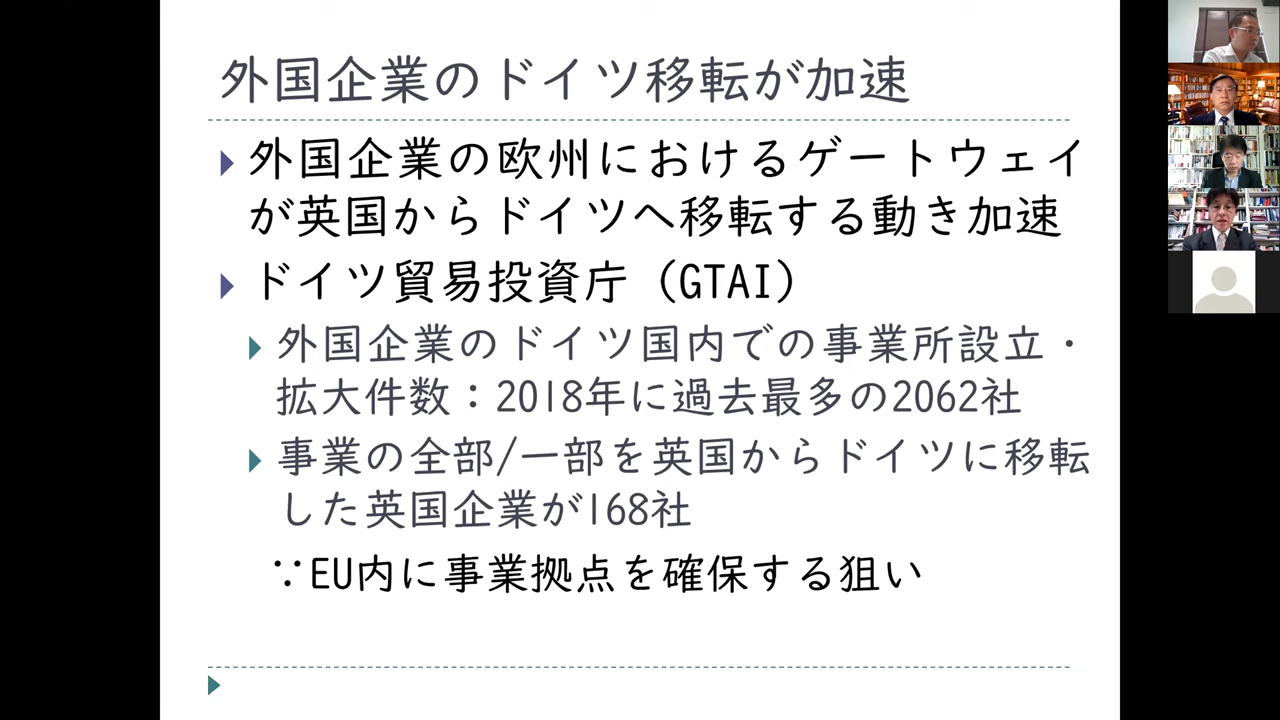 外国企業のドイツ移転が加速
外国企業の欧州におけるゲートウェイ
が英国からドイツへ移転する動き加速
ドイツ貿易投資庁（GTAI）
外国企業のドイツ国内での事業所設立・
拡大件数：2018年に過去最多の2062社
事業の全部/一部を英国からドイツに移転
した英国企業が168社
∵EU内に事業拠点を確保する狙い